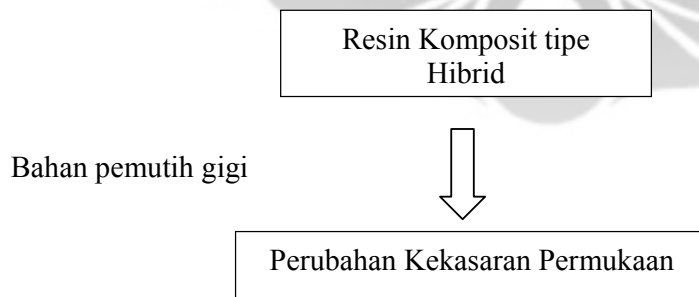 Resin Komposit tipe
Hibrid
Bahan pemutih gigi
Perubahan Kekasaran Permukaan